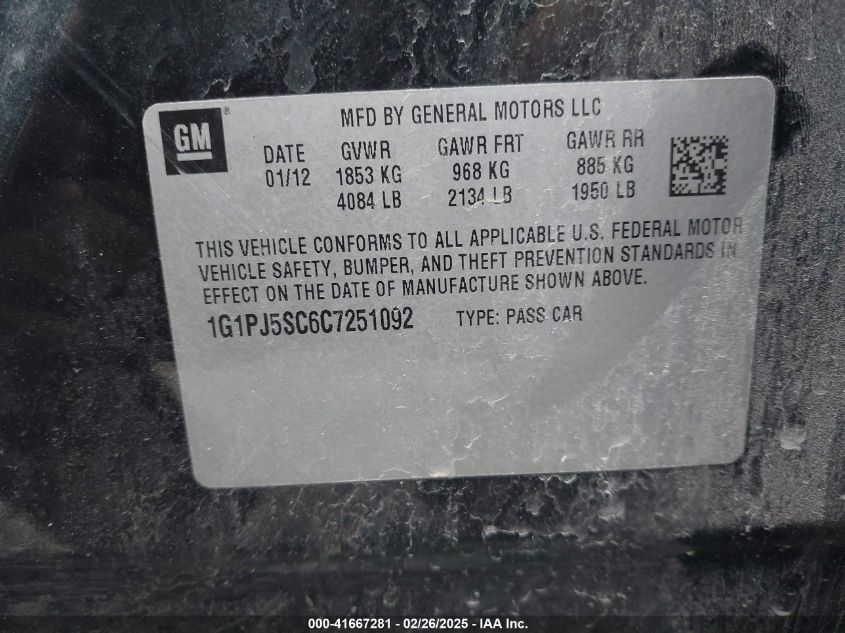 GM®
MFD BY GENERAL MOTORS LLC
DATE GVWR GAWR FRT GAWR RR
01/12 1853 KG 968 KG 885 KG
4084 LB 2134 LB 1950 LB
THIS VEHICLE CONFORMS TO ALL APPLICABLE U.S. FEDERAL MOTOR
VEHICLE SAFETY, BUMPER, AND THEFT PREVENTION STANDARDS IN
EFFECT ON THE DATE OF MANUFACTURE SHOWN ABOVE.
1G1PJ5SC6C7251092 TYPE: PASS CAR
000-41667281 - 02/26/2025 - IAA Inc.